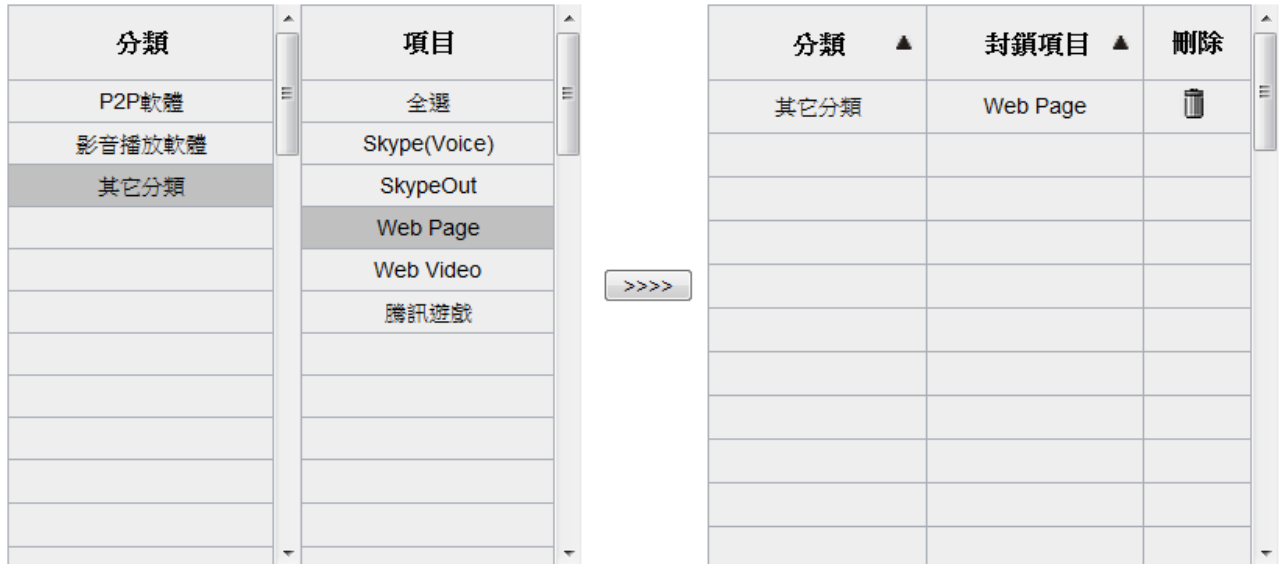 分類 項目 分類 ▲ 封鎖項目 ▲ 刪除
P2P軟體 全選 其它分類 Web Page
影音播放軟體 Skype(Voice)
其它分類 SkypeOut
Web Page
Web Video
>>>>
騰訊遊戲